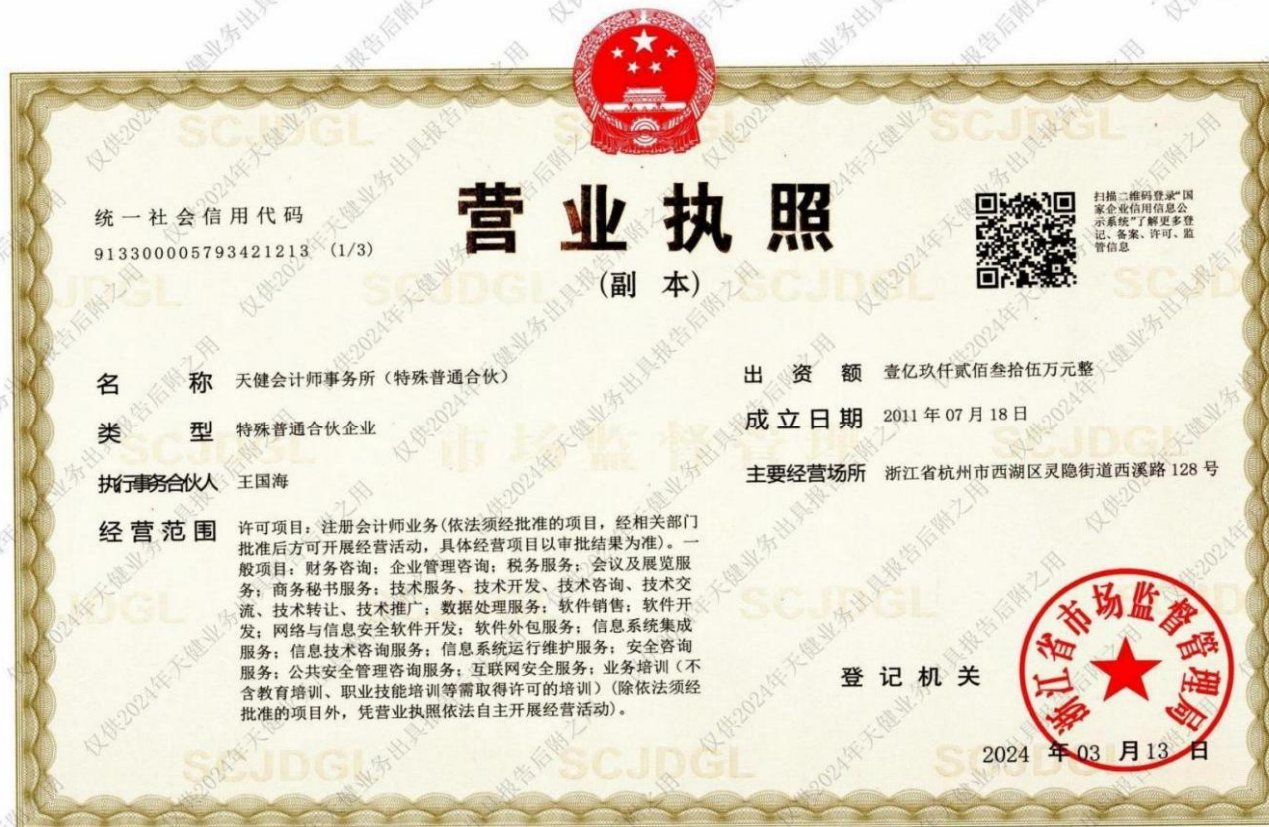 营业执照
(副 本)
统一社会信用代码
913300005793421213 (1/3)
扫描二维码登录“国
家企业信用信息公
示系统”了解更多登
记、备案、许可、监
管信息
名 称 天健会计师事务所（特殊普通合伙）
类 型 特殊普通合伙企业
执行事务合伙人 王国海
经营范围 许可项目：注册会计师业务(依法须经批准的项目，经相关部门
批准后方可开展经营活动，具体经营项目以审批结果为准)。一
般项目：财务咨询；企业管理咨询；税务服务；会议及展览服
务；商务秘书服务；技术服务、技术开发、技术咨询、技术交
流、技术转让、技术推广；数据处理服务；软件销售；软件开
发；网络与信息安全软件开发；软件外包服务；信息系统集成
服务；信息技术咨询服务；信息系统运行维护服务；安全咨询
服务；公共安全管理咨询服务；互联网安全服务；业务培训（不
含教育培训、职业技能培训等需取得许可的培训）(除依法须经
批准的项目外，凭营业执照依法自主开展经营活动)。
出 资 额 壹亿玖仟贰佰叁拾伍万元整
成立日期 2011 年 07 月 18 日
主要经营场所 浙江省杭州市西湖区灵隐街道西溪路 128 号
登记机关
浙江省市场监督管理局
2024 年 03 月 13 日
仅供2024年天健业务出具报告后附之用
SCJDGL
市场监督管理